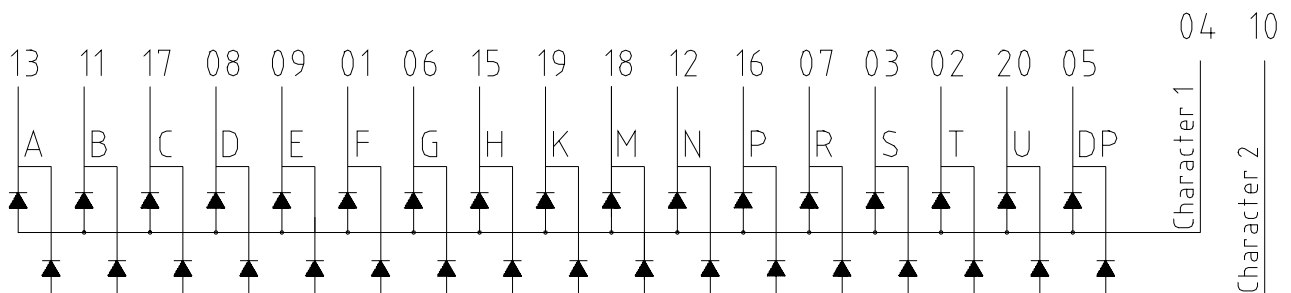 04 10
13 11 17 08 09 01 06 15 19 18 12 16 07 03 02 20 05
A B C D E F G H K M N P R S T U DP
Character 1
Character 2